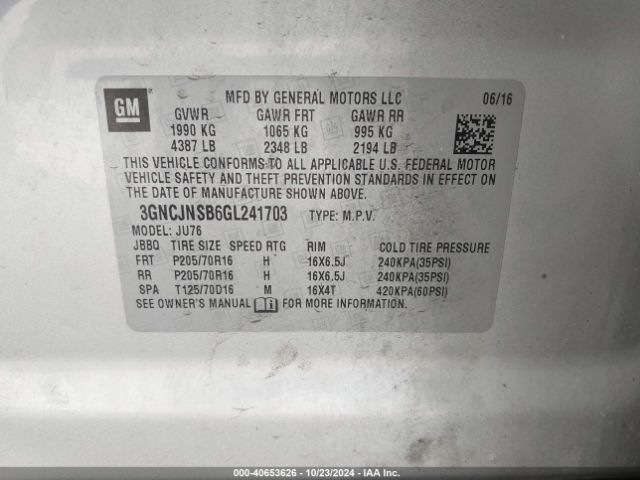 GM
MFD BY GENERAL MOTORS LLC 06/16
GVWR GAWR FRT GAWR RR
1990 KG 1065 KG 995 KG
4387 LB 2348 LB 2194 LB
THIS VEHICLE CONFORMS TO ALL APPLICABLE U.S. FEDERAL MOTOR
VEHICLE SAFETY AND THEFT PREVENTION STANDARDS IN EFFECT ON
THE DATE OF MANUFACTURE SHOWN ABOVE.
3GNCJNSB6GL241703 TYPE: M.P.V.
MODEL: JU76
JBBQ TIRE SIZE SPEED RTG RIM COLD TIRE PRESSURE
FRT P205/70R16 H 16X6.5J 240KPA(35PSI)
RR P205/70R16 H 16X6.5J 240KPA(35PSI)
SPA T125/70D16 M 16X4T 420KPA(60PSI)
SEE OWNER'S MANUAL FOR MORE INFORMATION.
000-40653626 - 10/23/2024 - IAA Inc.